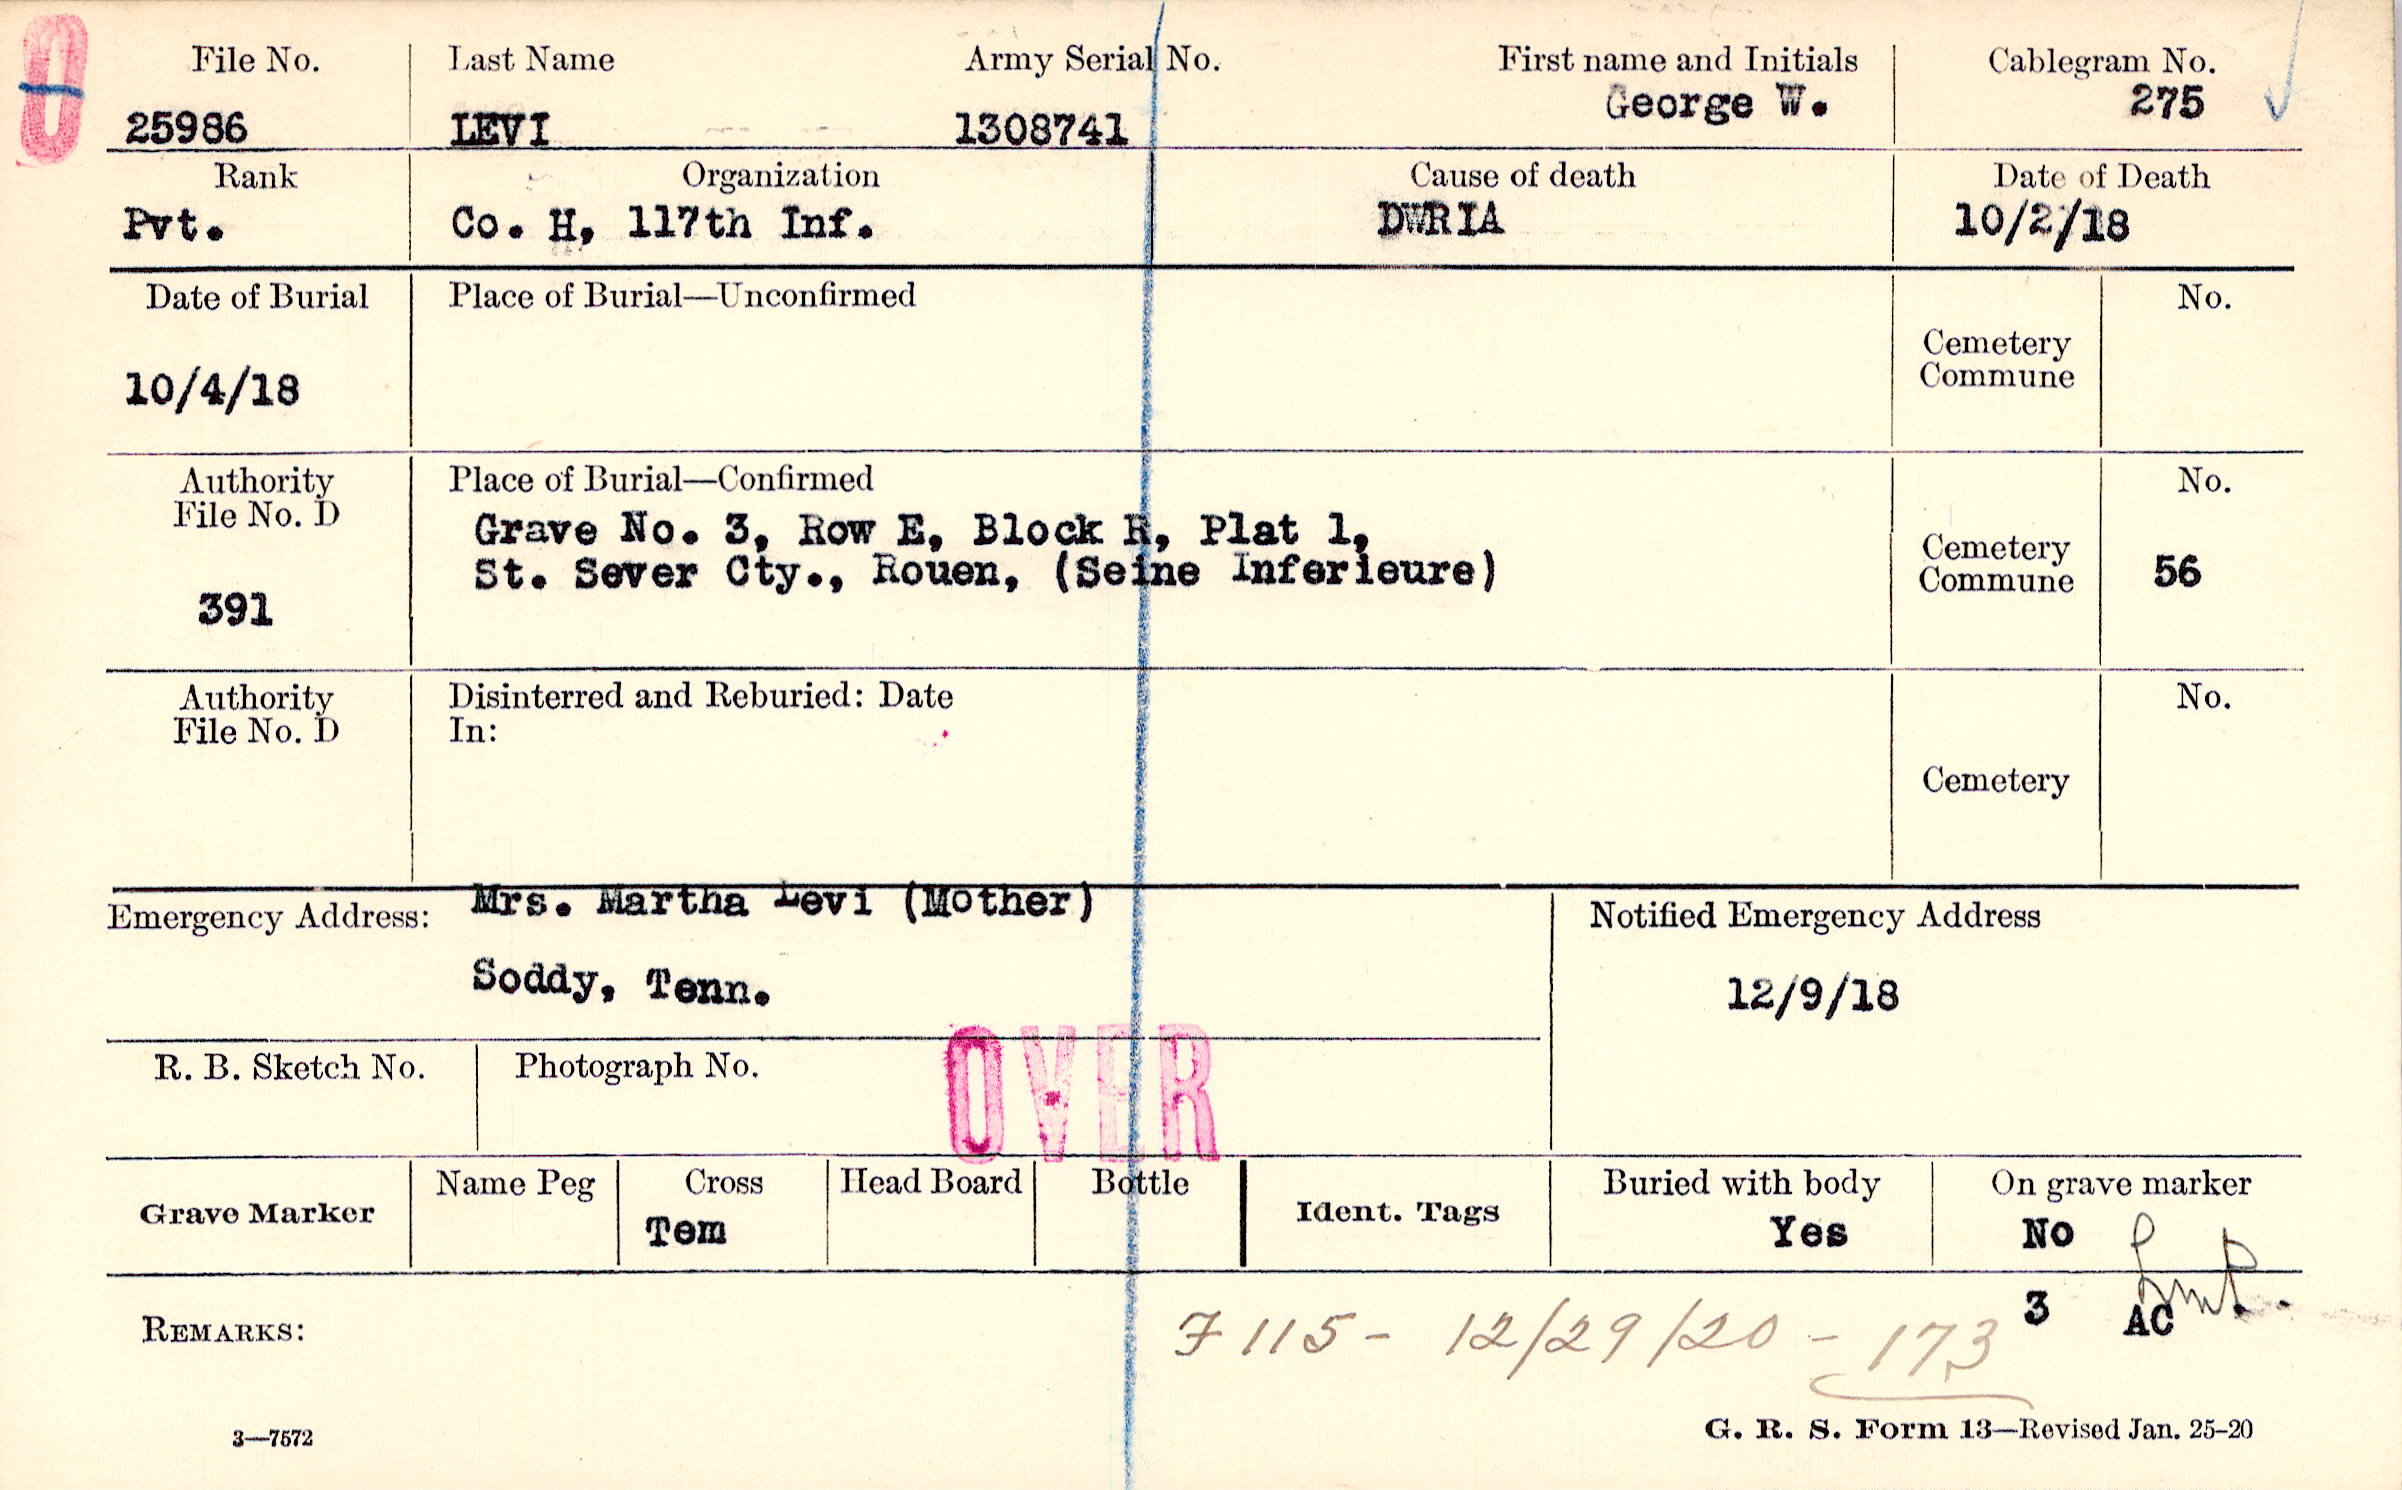 File No. Last Name Army Serial No. First name and Initials Cablegram No.
25986 LEVI 1308741 George W. 275
Rank Organization Cause of death Date of Death
Pvt. Co. H, 117th Inf. DWRIA 10/2/18
Date of Burial Place of Burial—Unconfirmed No.
Cemetery
Commune
10/4/18
Authority Place of Burial—Confirmed No.
File No. D
Grave No. 3, Row E, Block R, Plat 1,
St. Sever Cty., Rouen, (Seine Inferieure)
Cemetery
Commune 56
391
Authority Disinterred and Reburied: Date No.
File No. D In:
Cemetery
Emergency Address: Mrs. Martha Levi (Mother)
Soddy, Tenn.
Notified Emergency Address
12/9/18
R. B. Sketch No. Photograph No.
OVER
Grave Marker Name Peg Cross Head Board Bottle Ident. Tags Buried with body On grave marker
Tem Yes No
3 AC
REMARKS: F 115 - 12/29/20 - 173
3—7572 G. R. S. Form 13—Revised Jan. 25-20